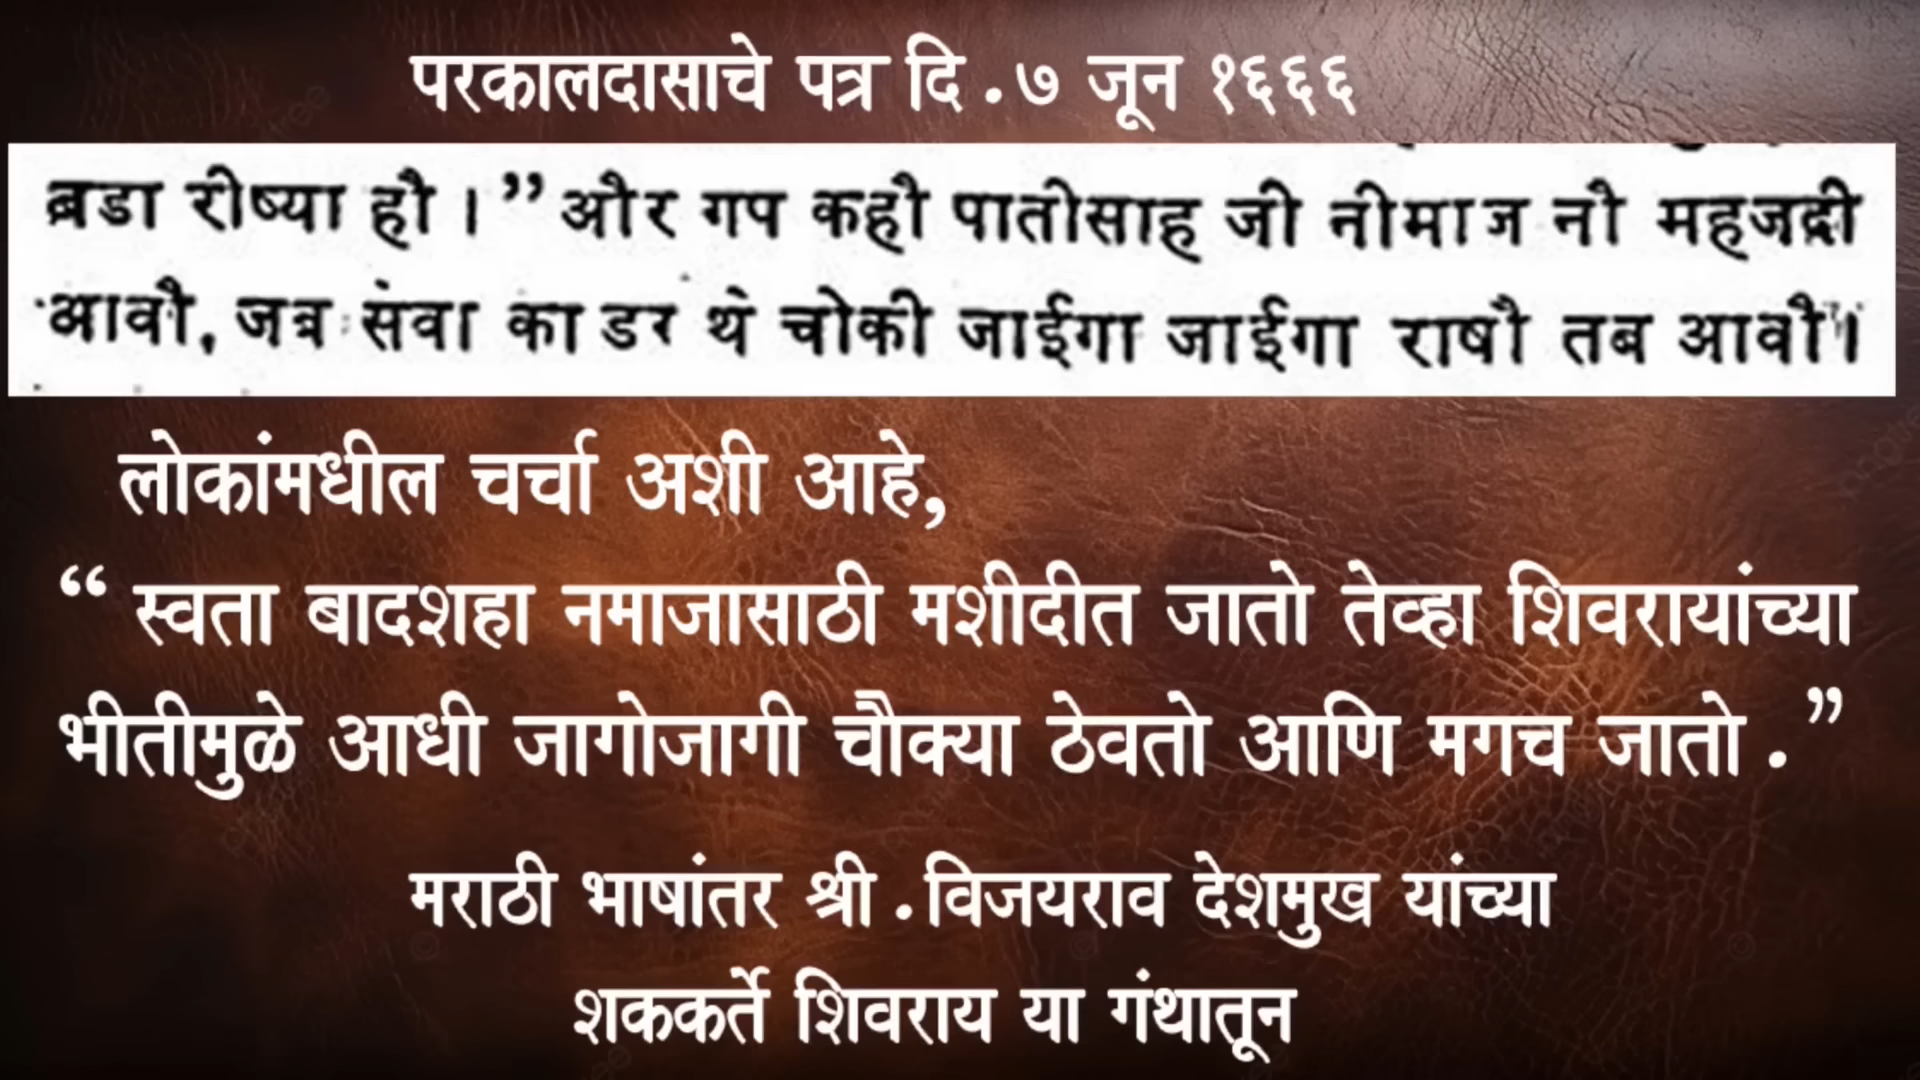 परकालदासाचे पत्र दि.७ जून १६६६
बडा रीष्या हौ ।” और गप कहौ पातीसाह जी नीमाज नौ महजदी
आवौ, जब सेवा का डर थे चोकी जाईगा जाईगा राषौ तब आवौ।
लोकांमधील चर्चा अशी आहे,
“ स्वता बादशहा नमाजासाठी मशीदीत जातो तेव्हा शिवरायांच्या
भीतीमुळे आधी जागोजागी चौक्या ठेवतो आणि मगच जातो .”
मराठी भाषांतर श्री .विजयराव देशमुख यांच्या
शककर्ते शिवराय या गंथातून